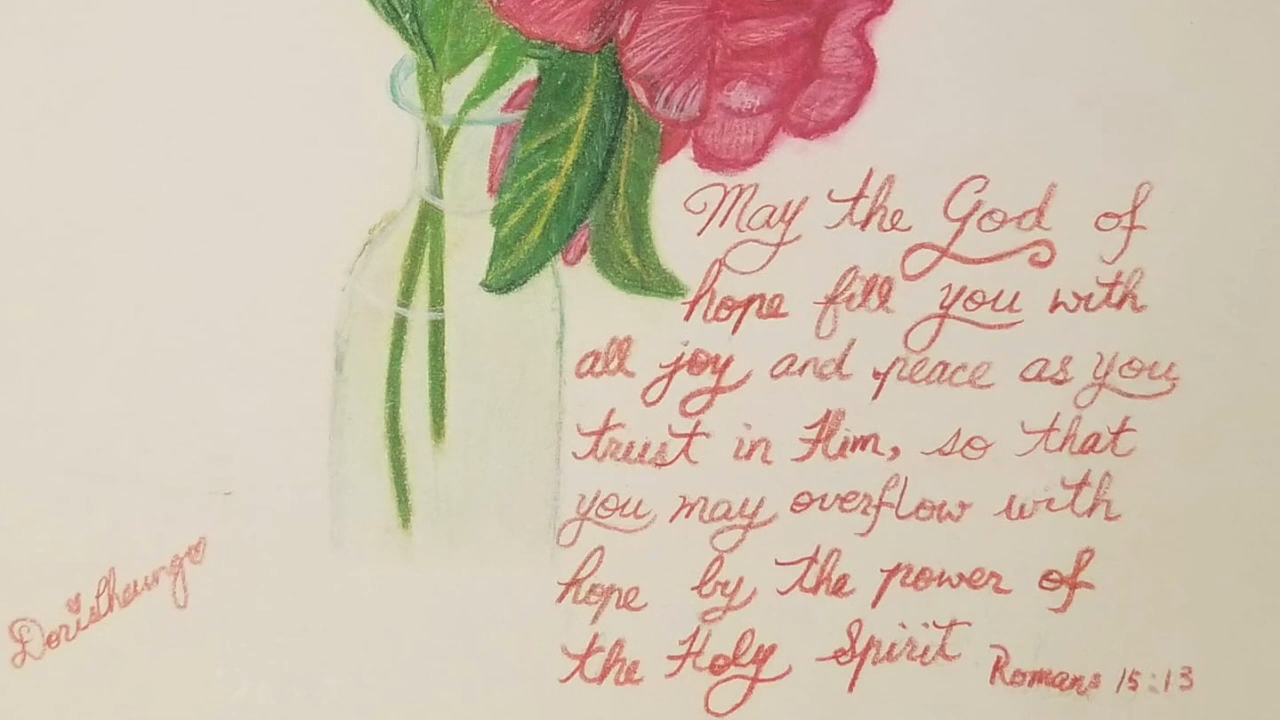 May the God of
hope fill you with
all joy and peace as you
trust in Him, so that
you may overflow with
hope by the power of
the Holy Spirit
Romans 15:13